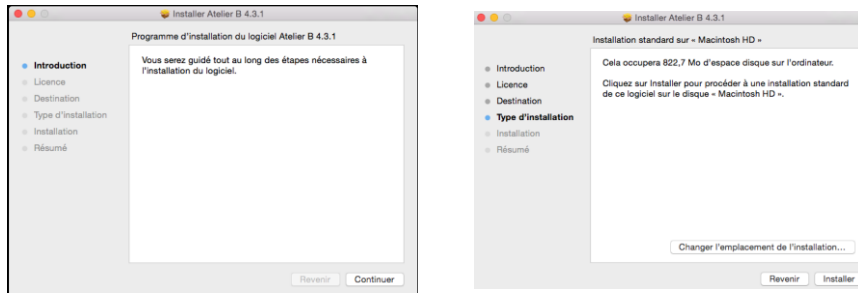 Installer Atelier B 4.3.1
Programme d'installation du logiciel Atelier B 4.3.1
Introduction
Licence
Destination
Type d'installation
Installation
Résumé
Vous serez guidé tout au long des étapes nécessaires à
l'installation du logiciel.
Revenir
Continuer
Installer Atelier B 4.3.1
Installation standard sur « Macintosh HD »
Introduction
Licence
Destination
Type d'installation
Installation
Résumé
Cela occupera 822,7 Mo d'espace disque sur l'ordinateur.
Cliquez sur Installer pour procéder à une installation standard
de ce logiciel sur le disque « Macintosh HD ».
Changer l'emplacement de l'installation...
Revenir
Installer